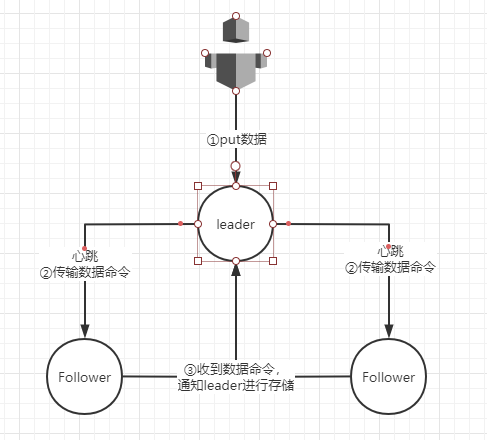 ①put数据
leader
心跳
②传输数据命令
心跳
②传输数据命令
Follower
③收到数据命令，
通知leader进行存储
Follower